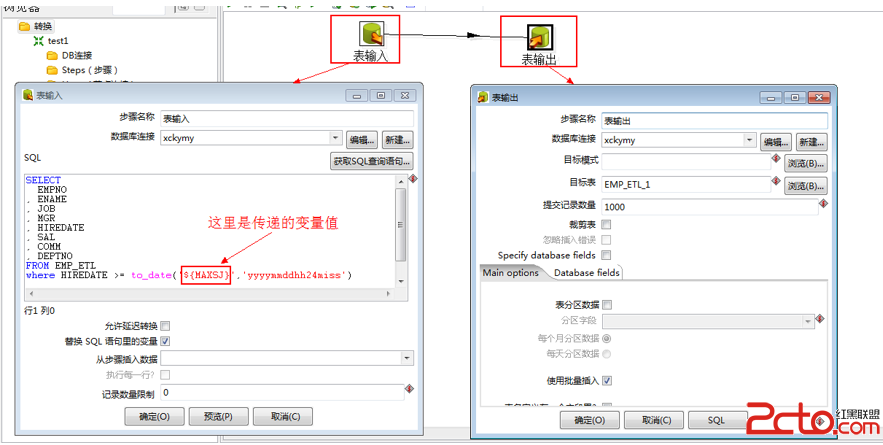 转换
test1
DB连接
Steps（步骤）
表输入
表输出
表输入
步骤名称 表输入
数据库连接 xckymy 编辑... 新建...
SQL 获取SQL查询语句...
SELECT
EMPNO
, ENAME
, JOB
, MGR
, HIREDATE
, SAL
, COMM
, DEPTNO
FROM EMP_ETL
where HIREDATE >= to_date('${MAXSJ}','yyyymmddhh24miss')
这里是传递的变量值
行1 列0
允许延迟转换
替换 SQL 语句里的变量
从步骤插入数据
执行每一行?
记录数量限制 0
确定(O) 预览(P) 取消(C)
表输出
步骤名称 表输出
数据库连接 xckymy 编辑... 新建...
目标模式 浏览(B)...
目标表 EMP_ETL_1 浏览(B)...
提交记录数量 1000
裁剪表
忽略插入错误
Specify database fields
Main options Database fields
表分区数据
分区字段
每个月分区数据
每天分区数据
使用批量插入
确定(O) 取消(C) SQL
2cto.com
红黑联盟